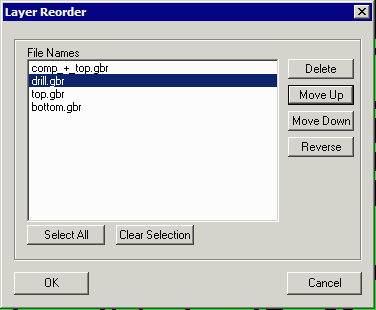 Layer Reorder
File Names
comp_+_top.gbr
drill.gbr
top.gbr
bottom.gbr
Delete
Move Up
Move Down
Reverse
Select All
Clear Selection
OK
Cancel